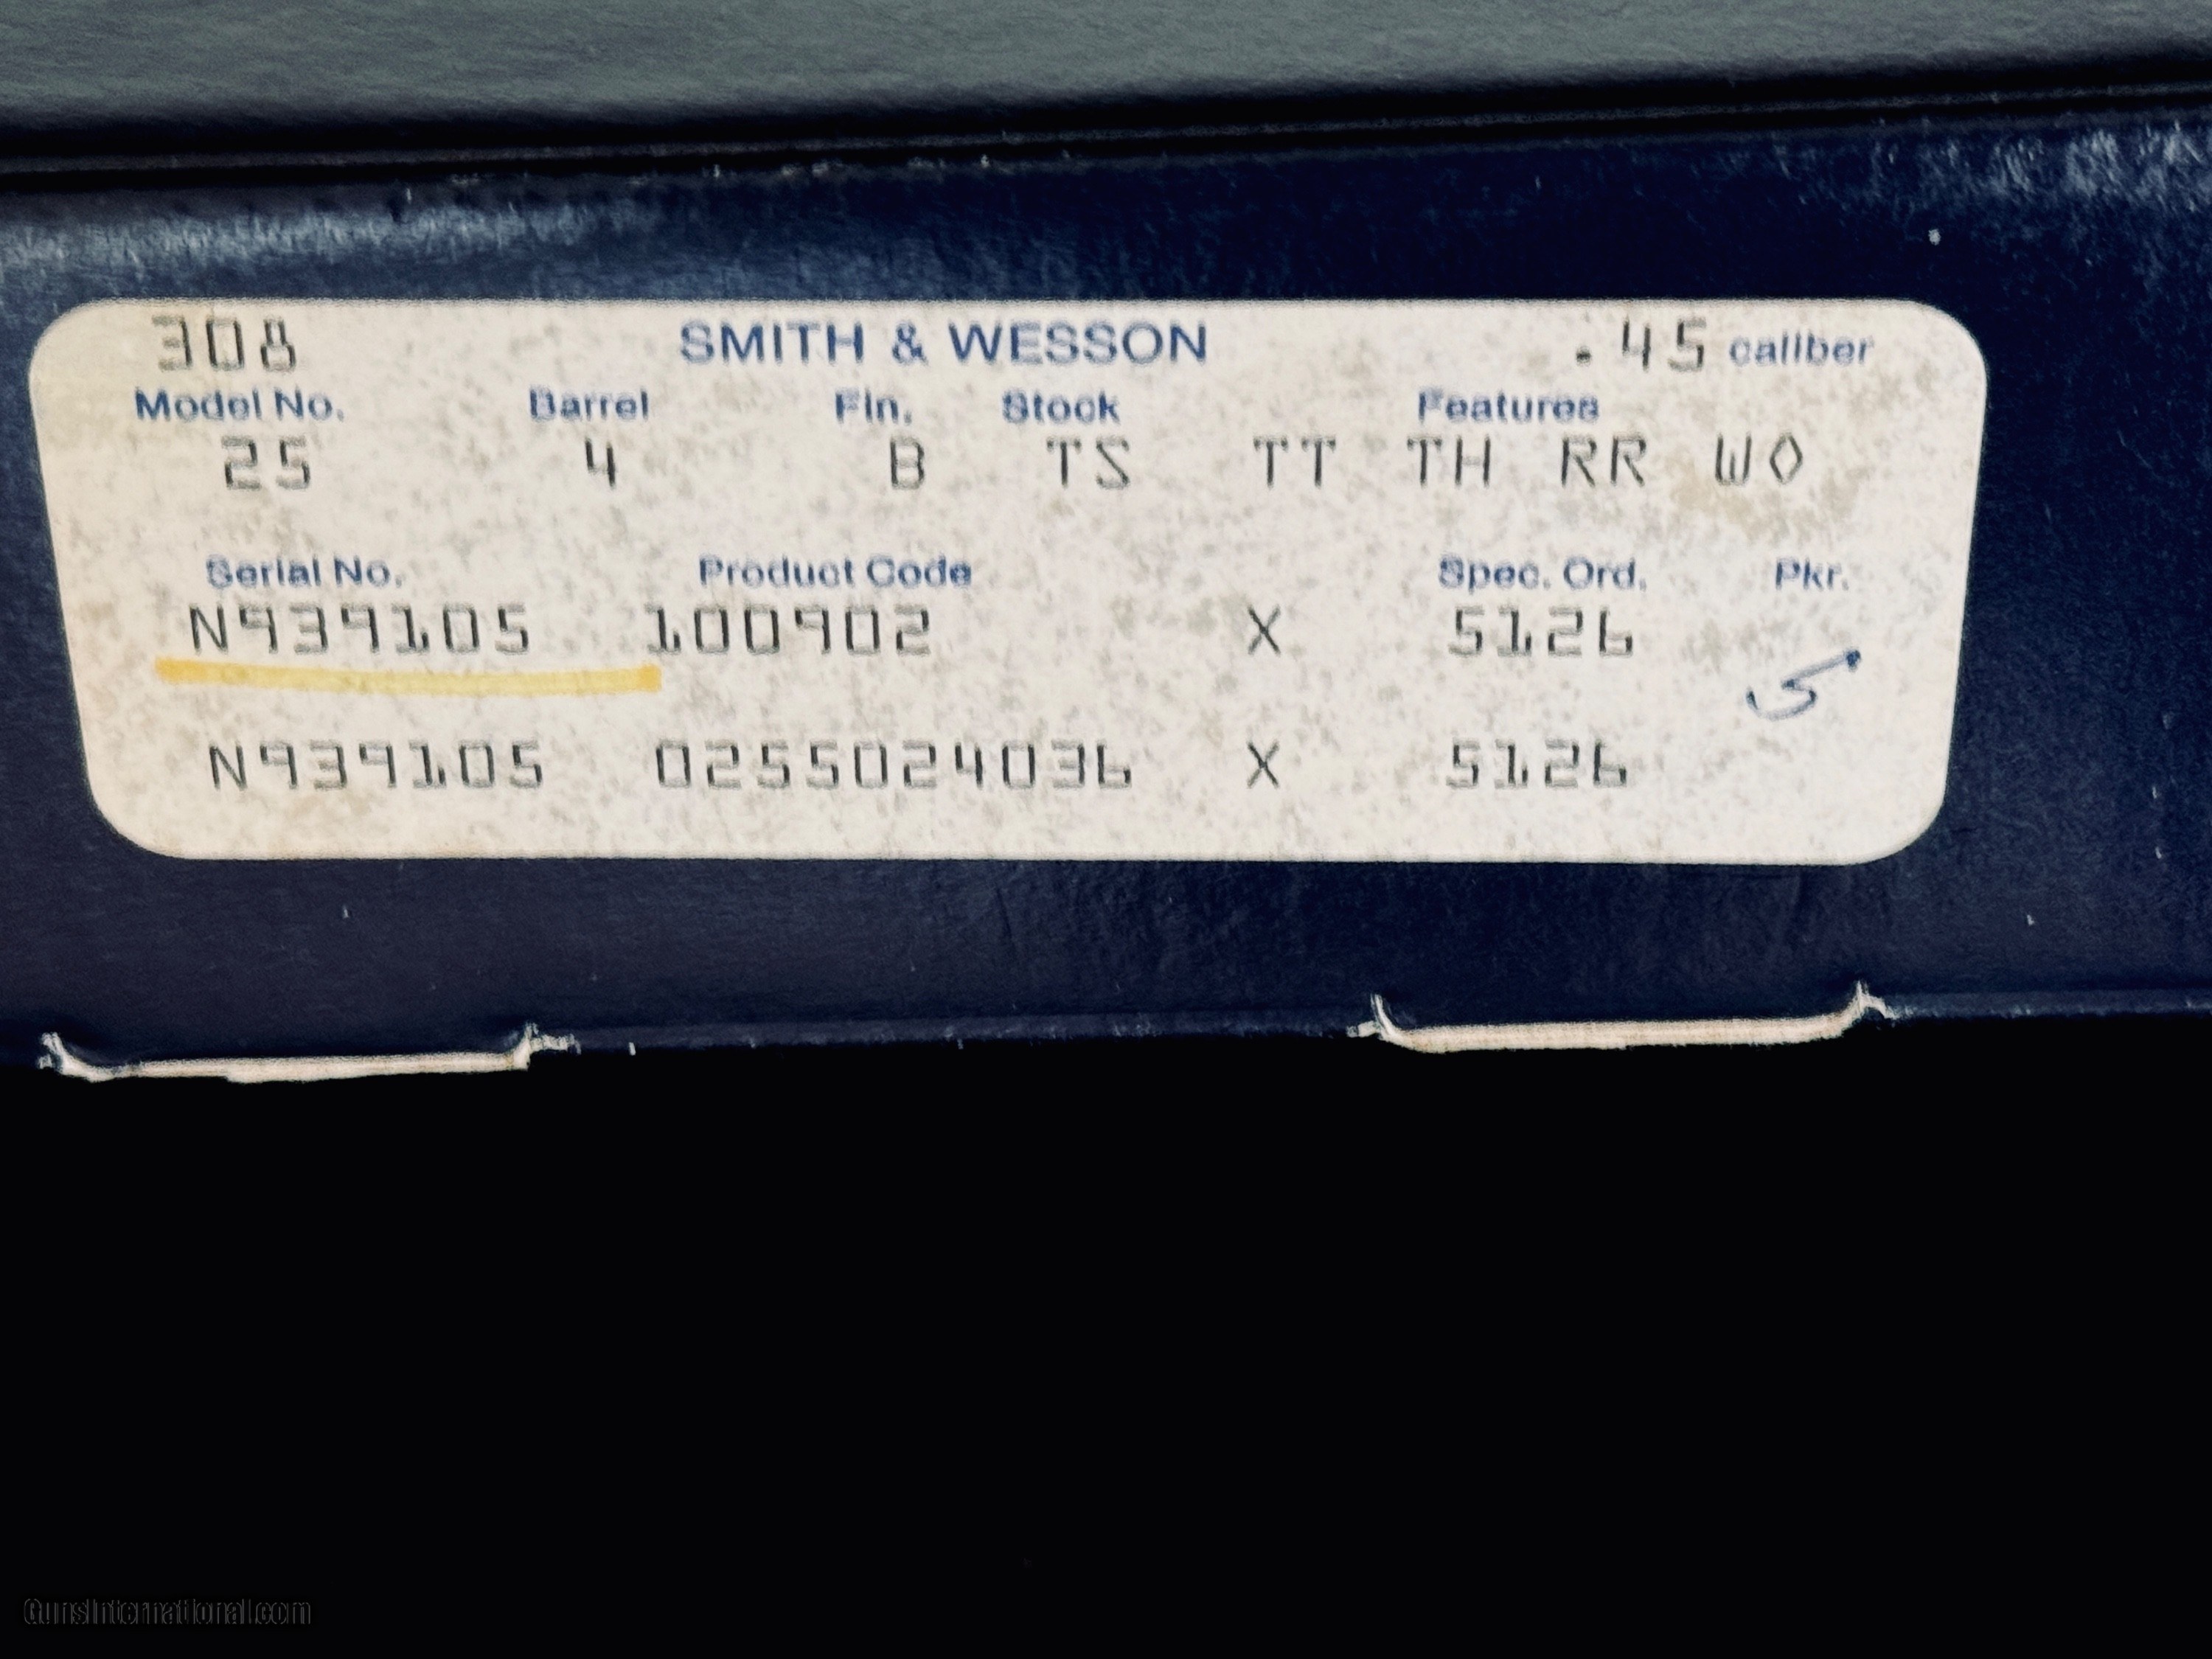 308 SMITH & WESSON .45 caliber
Model No. Barrel Fin. Stock Features
25 4 B TS TT TH RR WO
Serial No. Product Code Spec. Ord. Pkr.
N939105 100902 X 5126
5
N939105 0255024036 X 5126
GunsInternational.com